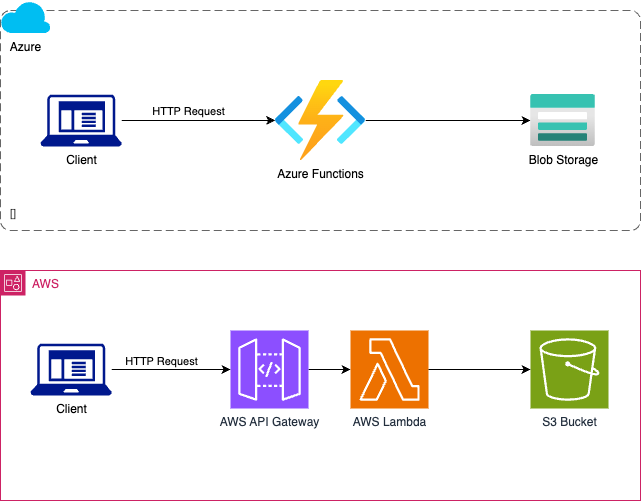 Azure
HTTP Request
Client
Azure Functions
Blob Storage
[]
AWS
HTTP Request
</>
Client
AWS API Gateway
AWS Lambda
S3 Bucket